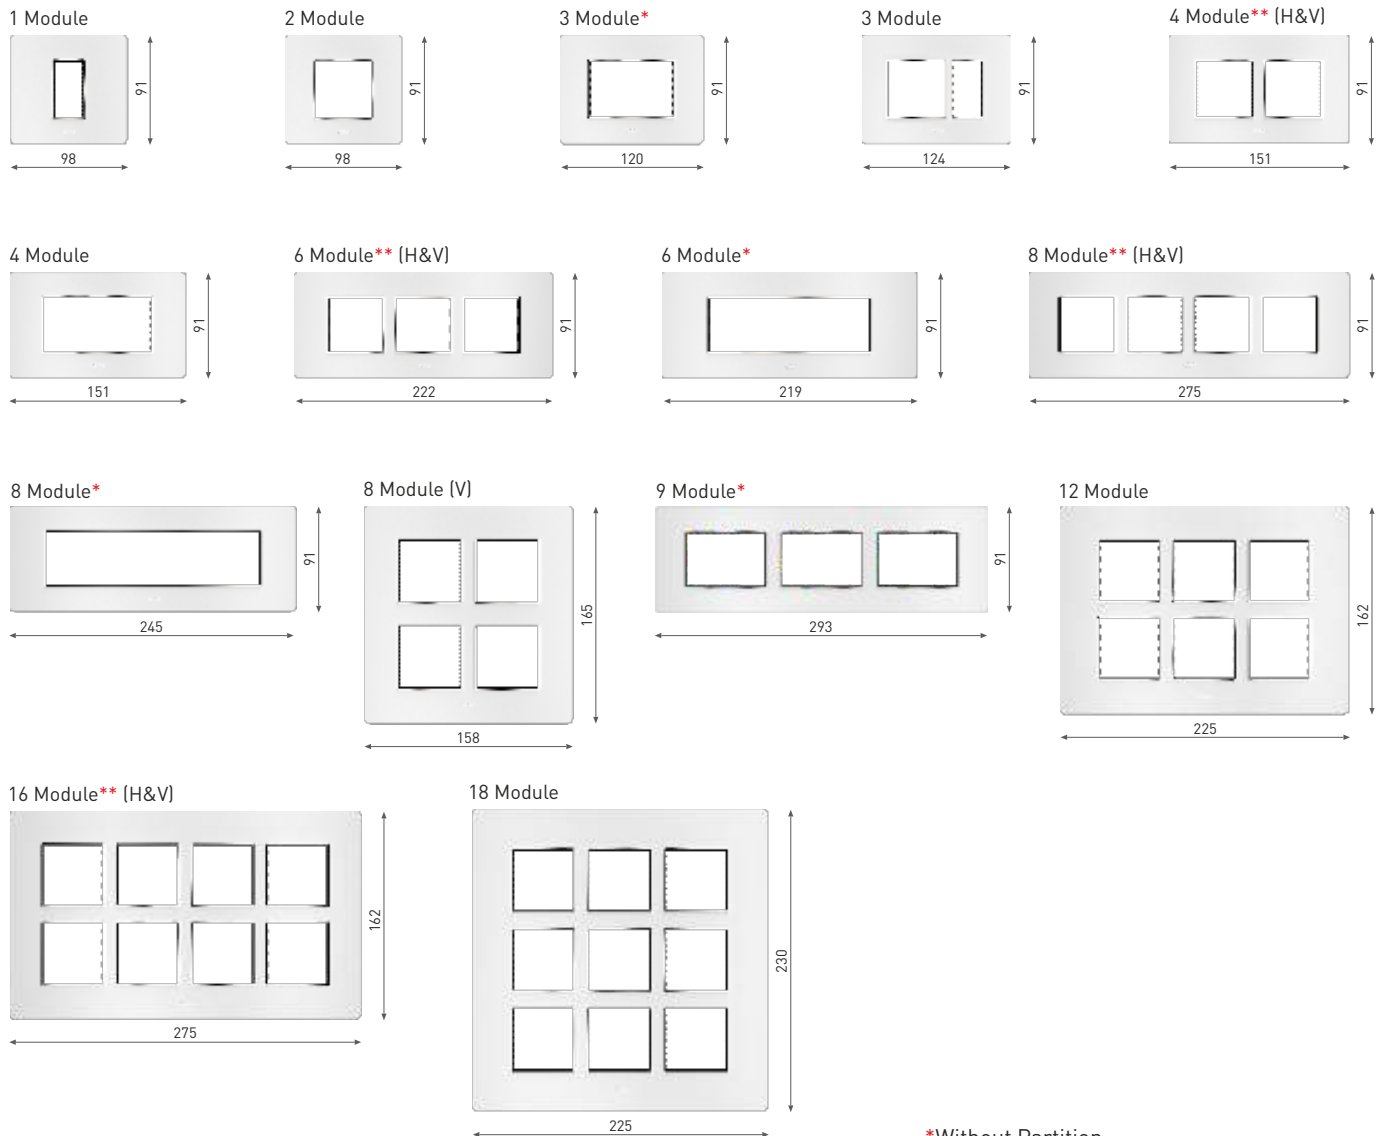 1 Module
2 Module
3 Module*
3 Module
4 Module** (H&V)
91
91
91
91
91
98
98
120
124
151
4 Module
6 Module** (H&V)
6 Module*
8 Module** (H&V)
91
91
91
91
151
222
219
275
8 Module*
8 Module (V)
9 Module*
12 Module
91
165
91
162
245
158
293
225
16 Module** (H&V)
18 Module
162
230
275
225
*Without Partition